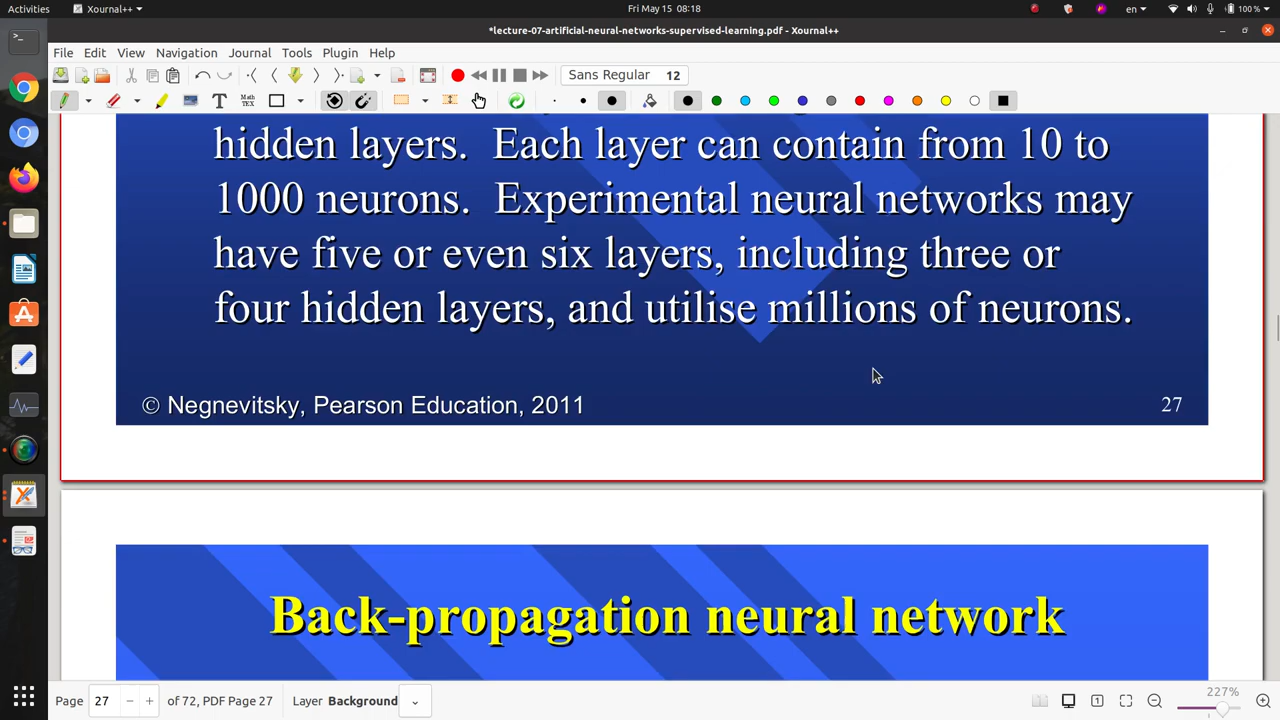 Activities Xournal++ Fri May 15 08:18 en 100 %
*lecture-07-artificial-neural-networks-supervised-learning.pdf - Xournal++
File Edit View Navigation Journal Tools Plugin Help
Sans Regular 12
hidden layers. Each layer can contain from 10 to
1000 neurons. Experimental neural networks may
have five or even six layers, including three or
four hidden layers, and utilise millions of neurons.
© Negnevitsky, Pearson Education, 2011 27
Back-propagation neural network
Page 27 of 72, PDF Page 27 Layer Background 227%